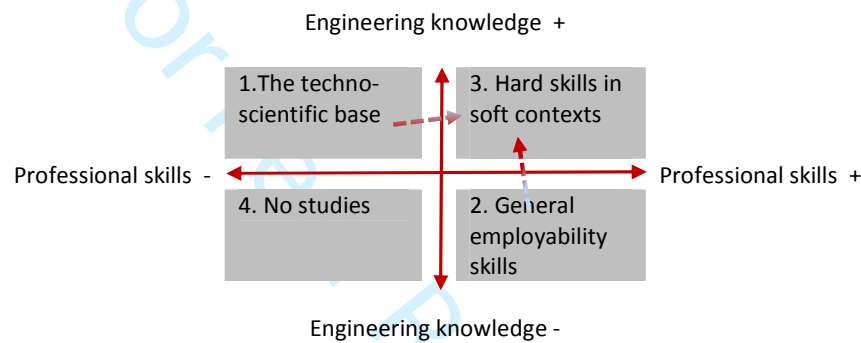 Engineering knowledge +
1.The techno-
scientific base
3. Hard skills in
soft contexts
Professional skills -
Professional skills +
4. No studies
2. General
employability
skills
Engineering knowledge -